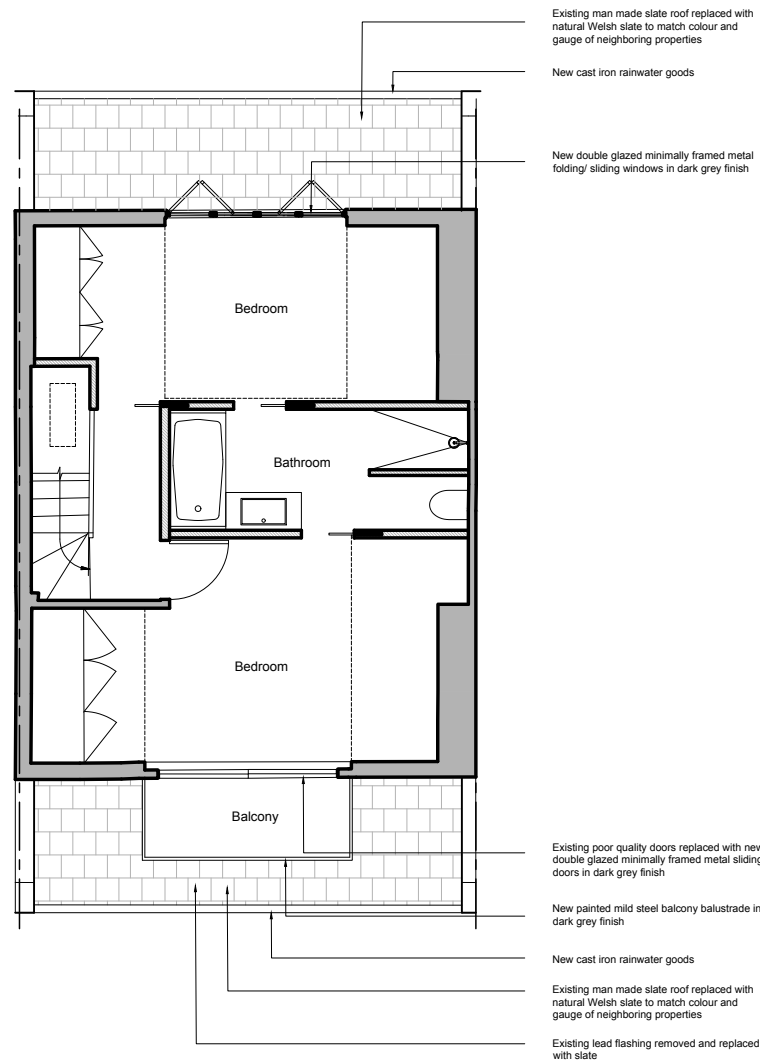 Existing man made slate roof replaced with
natural Welsh slate to match colour and
gauge of neighboring properties
New cast iron rainwater goods
New double glazed minimally framed metal
folding/ sliding windows in dark grey finish
Bedroom
Bathroom
Bedroom
Balcony
Existing poor quality doors replaced with new
double glazed minimally framed metal sliding
doors in dark grey finish
New painted mild steel balcony balustrade in
dark grey finish
New cast iron rainwater goods
Existing man made slate roof replaced with
natural Welsh slate to match colour and
gauge of neighboring properties
Existing lead flashing removed and replaced
with slate